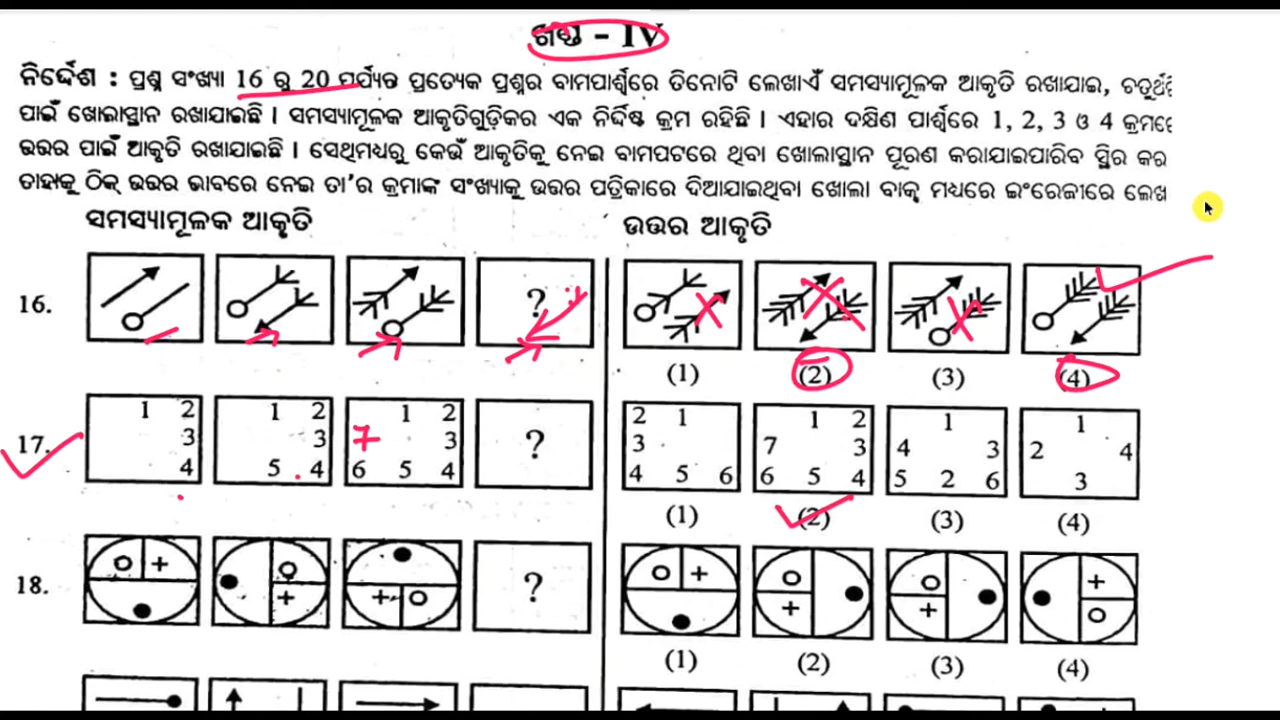 ଖଣ୍ଡ – IV
ନିର୍ଦ୍ଦେଶ : ପ୍ରଶ୍ନ ସଂଖ୍ୟା 16 ରୁ 20 ପର୍ଯ୍ୟନ୍ତ ପ୍ରତ୍ୟେକ ପ୍ରଶ୍ନର ବାମପାର୍ଶ୍ୱରେ ତିନୋଟି ଲେଖାଏଁ ସମସ୍ୟାମୂଳକ ଆକୃତି ରଖାଯାଇ,
ପାଇଁ ଖୋଲାସ୍ଥାନ ରଖାଯାଇଛି । ସମସ୍ୟାମୂଳକ ଆକୃତିଗୁଡ଼ିକର ଏକ ନିର୍ଦ୍ଦିଷ୍ଟ କ୍ରମ ରହିଛି । ଏହାର ଦକ୍ଷିଣ ପାର୍ଶ୍ୱରେ 1, 2, 3 ଓ 4
ଉତ୍ତର ପାଇଁ ଆକୃତି ରଖାଯାଇଛି । ସେଥିମଧ୍ୟରୁ କେଉଁ ଆକୃତିକୁ ନେଇ ବାମପଟରେ ଥିବା ଖୋଲାସ୍ଥାନ ପୂରଣ କରାଯାଇପାରିବ ସ୍ଥିର କର
ତାହାକୁ ଠିକ୍ ଉତ୍ତର ଭାବରେ ନେଇ ତା'ର କ୍ରମାଙ୍କ ସଂଖ୍ୟାକୁ ଉତ୍ତର ପତ୍ରିକାରେ ଦିଆଯାଇଥିବା ଖୋଲା ବାକ୍ସ ମଧ୍ୟରେ ଇଂରେଜୀରେ ଲେଖ
ସମସ୍ୟାମୂଳକ ଆକୃତି ଉତ୍ତର ଆକୃତି
16. ?
(1) (2) (3) (4)
17. 1 2 1 2 1 2 2 1 1 2 1 1
3 3 7 3 ? 3 7 3 4 3 2 4
4 5 4 6 5 4 4 5 6 6 5 4 5 2 6 3
(1) (2) (3) (4)
18. ?
(1) (2) (3) (4)